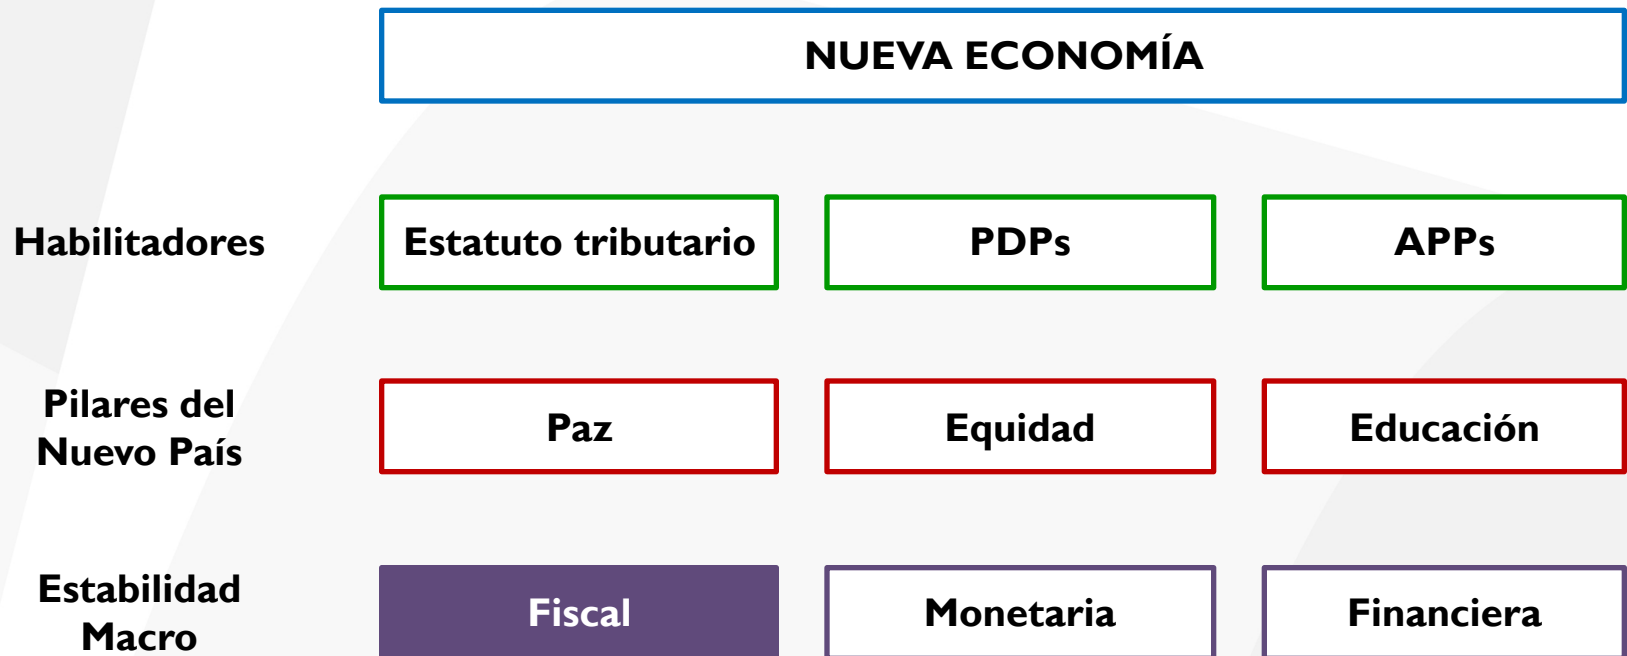 NUEVA ECONOMÍA
Habilitadores
Estatuto tributario
PDPs
APPs
Pilares del
Nuevo País
Paz
Equidad
Educación
Estabilidad
Macro
Fiscal
Monetaria
Financiera